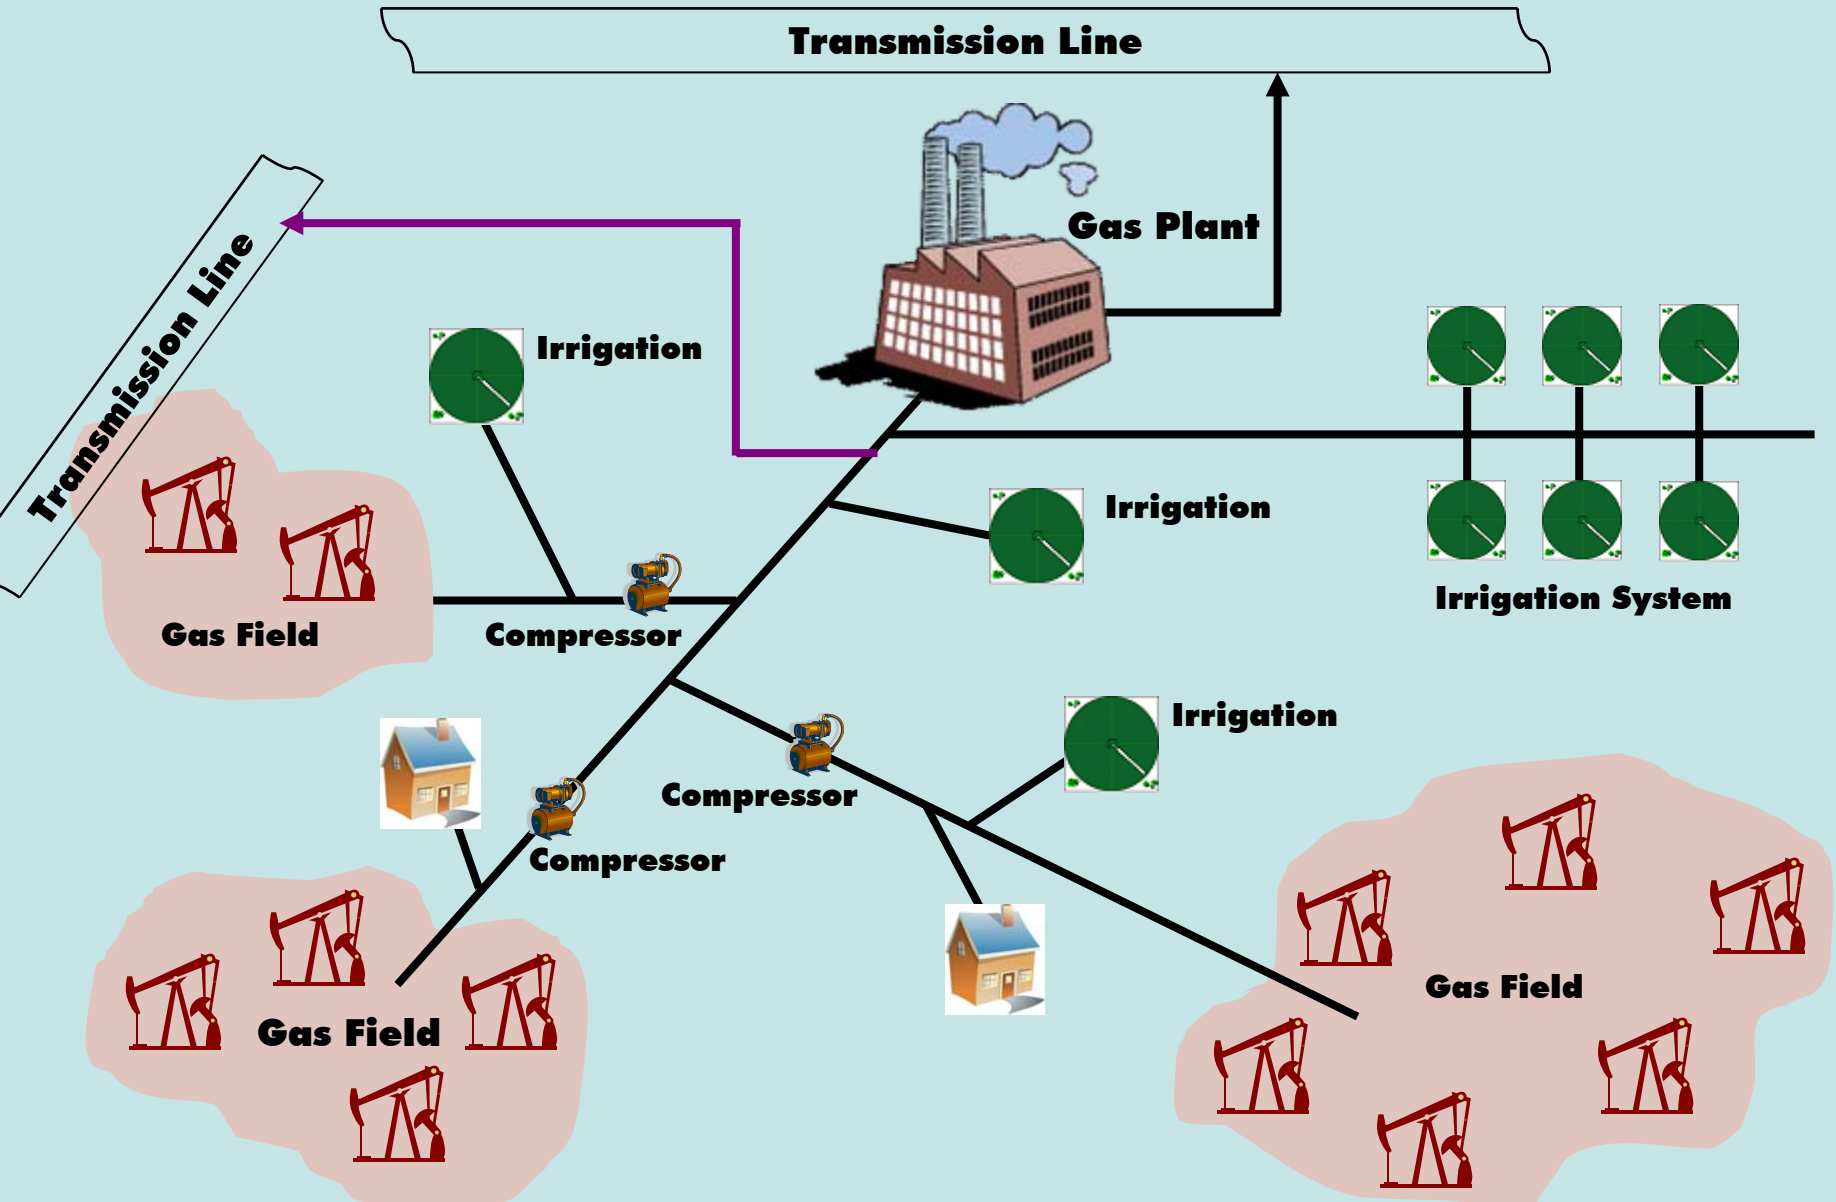 Transmission Line
Transmission Line
Gas Plant
Irrigation
Irrigation
Irrigation System
Gas Field
Compressor
Irrigation
Compressor
Compressor
Gas Field
Gas Field